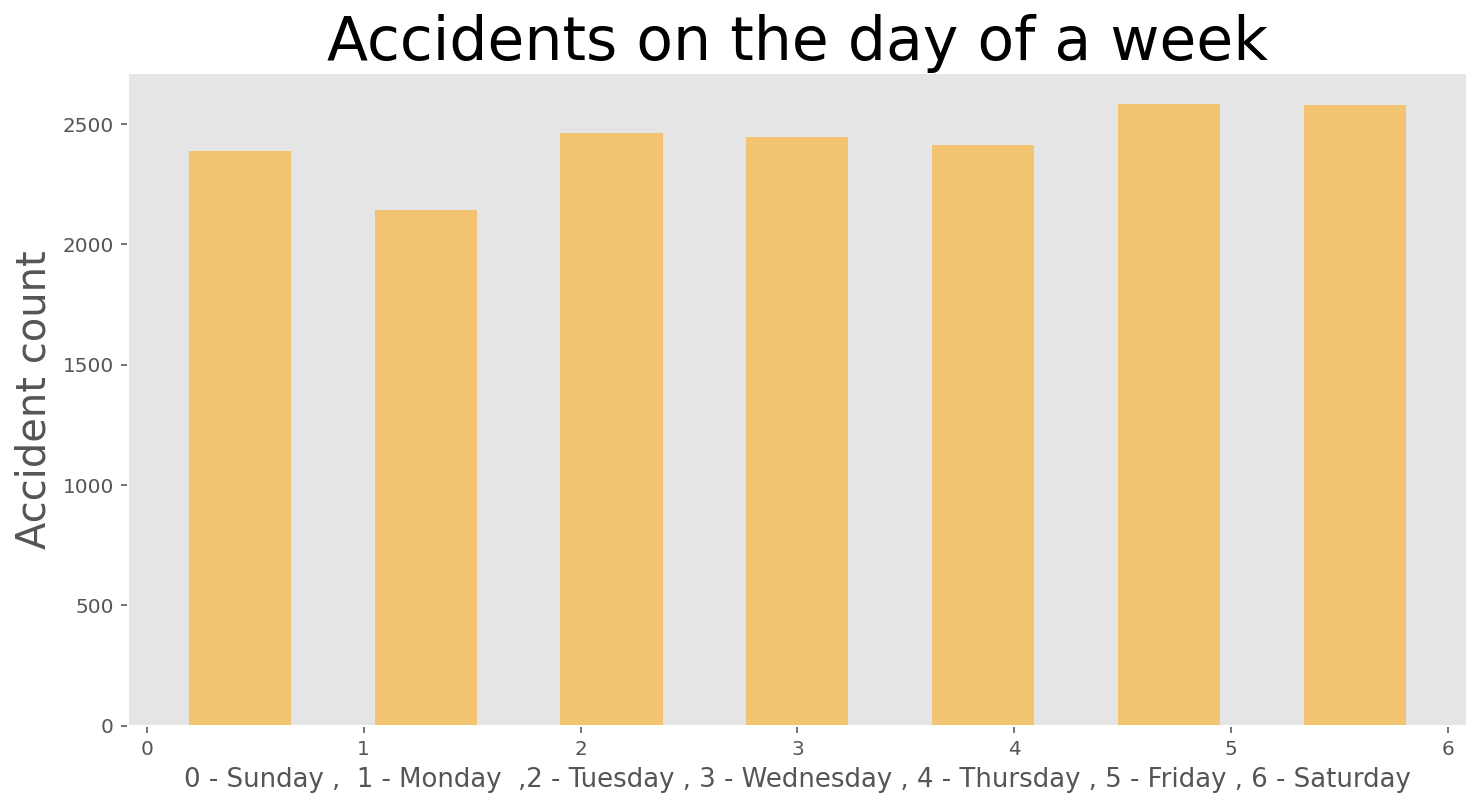 Accidents on the day of a week
Accident count
2500
2000
1500
1000
500
0
0 1 2 3 4 5 6
0 - Sunday ,  1 - Monday  ,2 - Tuesday , 3 - Wednesday , 4 - Thursday , 5 - Friday , 6 - Saturday